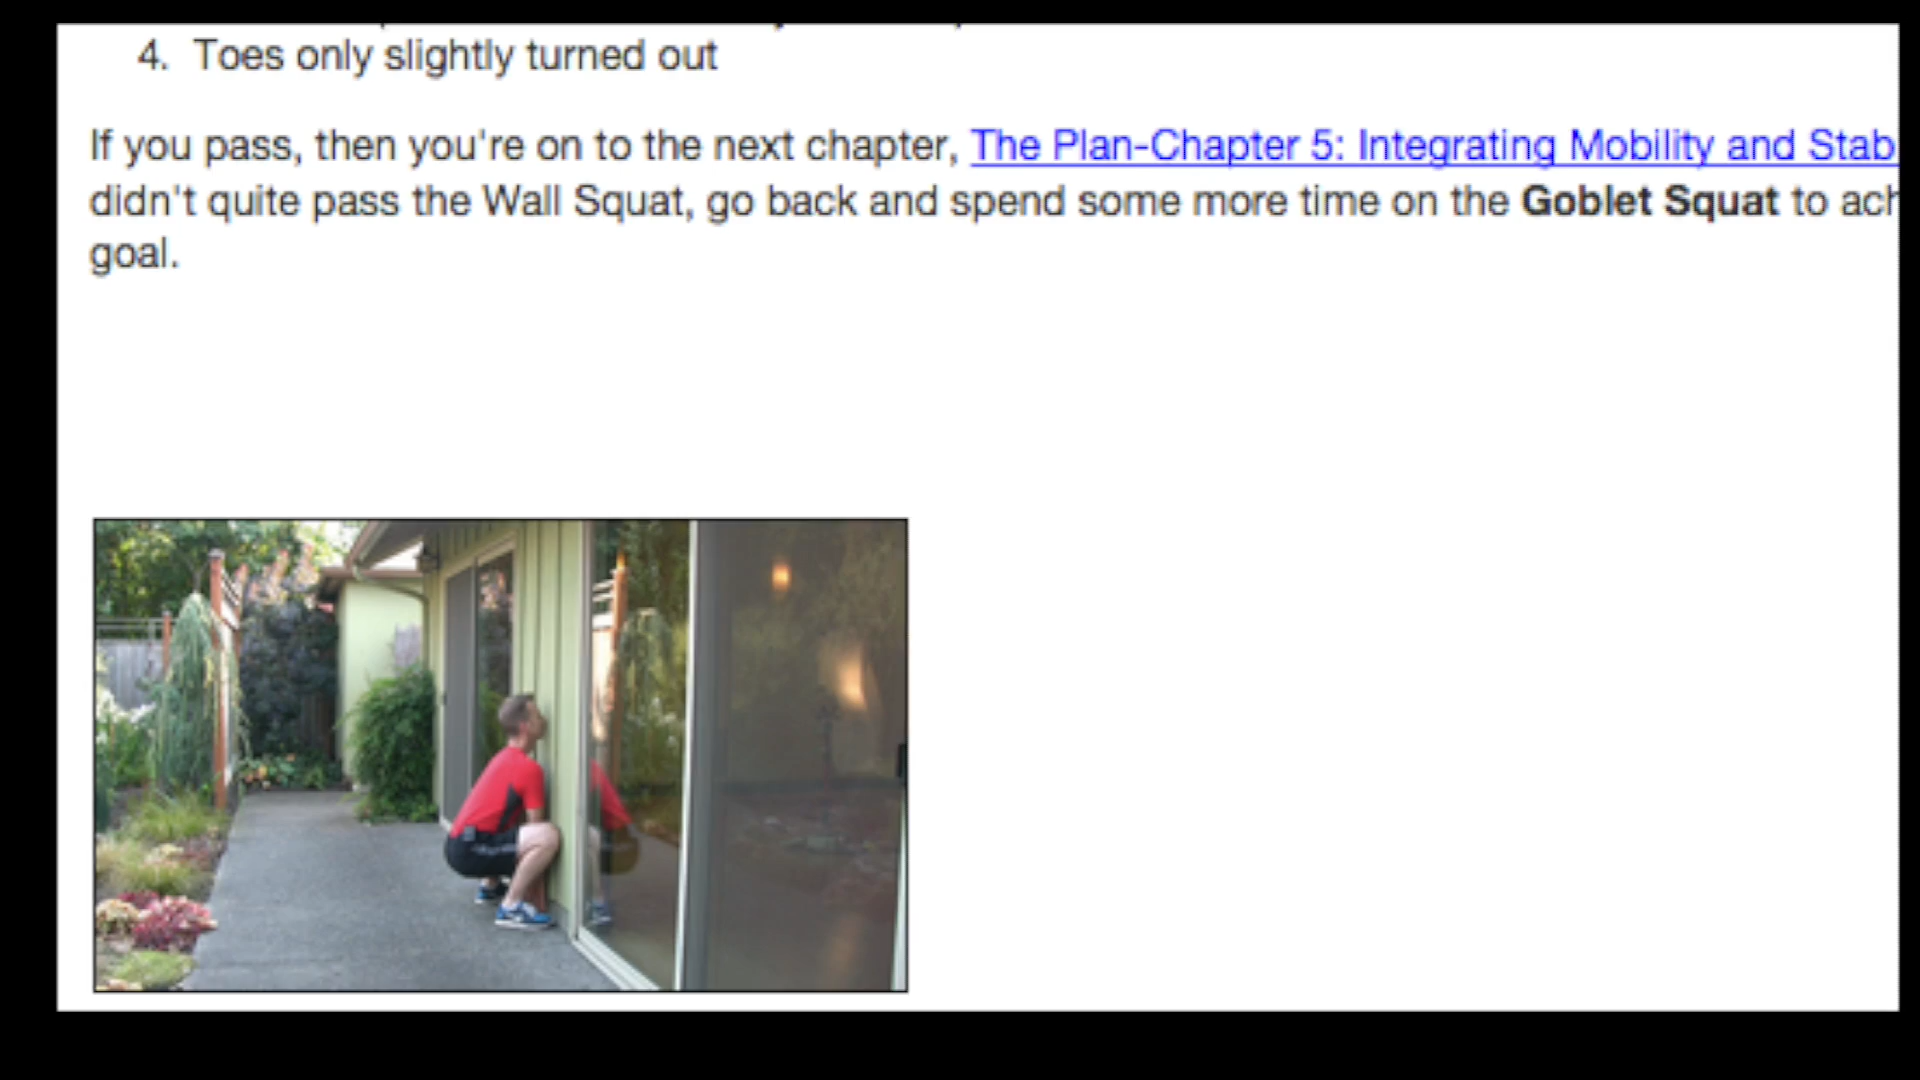 4. Toes only slightly turned out
If you pass, then you're on to the next chapter, The Plan-Chapter 5: Integrating Mobility and Stab
didn't quite pass the Wall Squat, go back and spend some more time on the Goblet Squat to ach
goal.